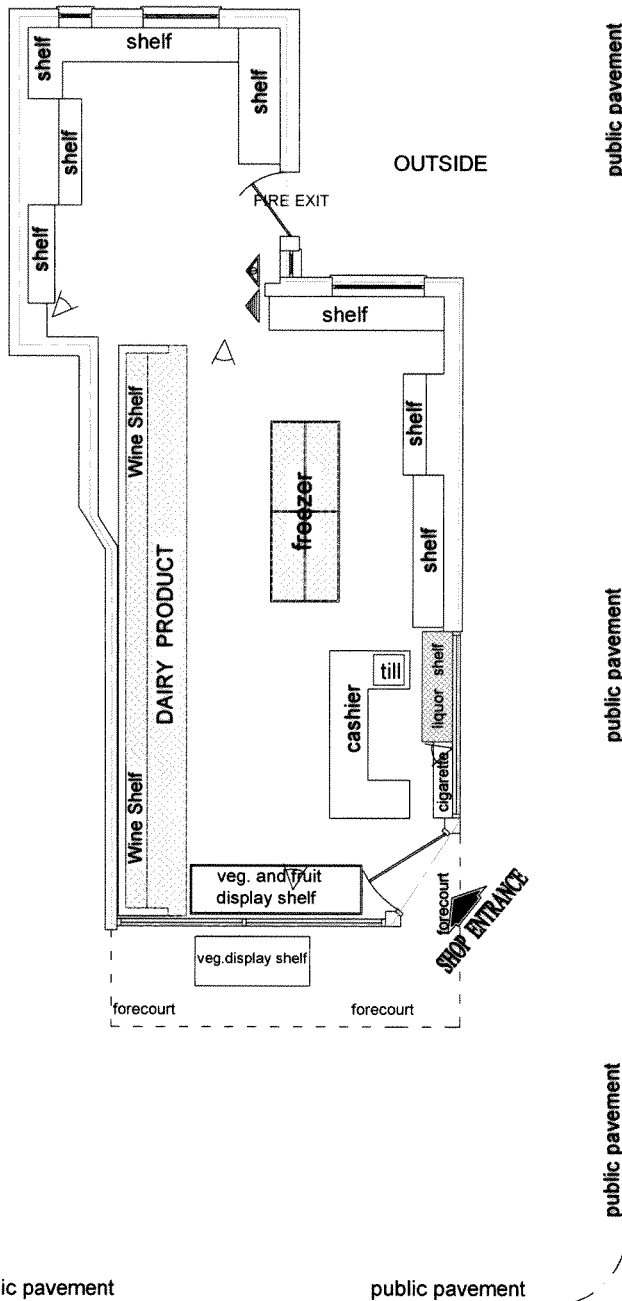 public pavement
shelf
shelf
shelf
shelf
OUTSIDE
FIRE EXIT
shelf
shelf
Wine Shelf
shelf
freezer
shelf
DAIRY PRODUCT
public pavement
till
liquor shelf
cashier
cigarette
Wine Shelf
veg. and fruit
display shelf
forecourt
SHOP ENTRANCE
veg.display shelf
forecourt
forecourt
public pavement
ic pavement
public pavement